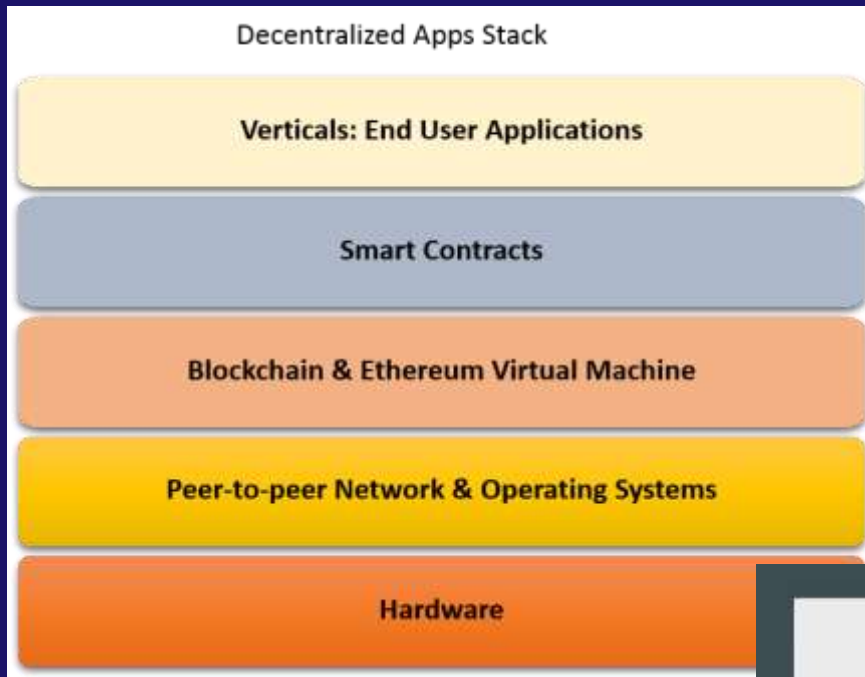 Decentralized Apps Stack
Verticals: End User Applications
Smart Contracts
Blockchain & Ethereum Virtual Machine
Peer-to-peer Network & Operating Systems
Hardware